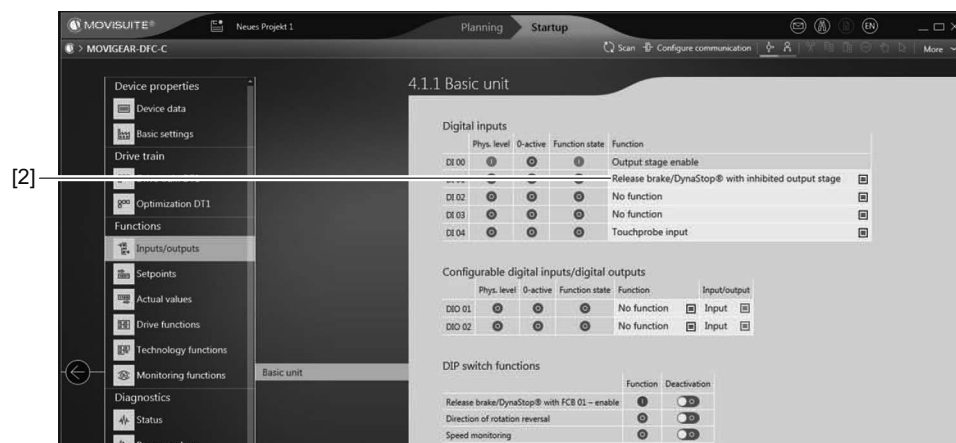 MOVISUITE® Neues Projekt 1 Planning Startup EN
> MOVIGEAR-DFC-C Scan Configure communication More
Device properties
Device data
Basic settings
Drive train
Optimization DT1
Functions
Inputs/outputs
Setpoints
Actual values
Drive functions
Technology functions
Monitoring functions
Diagnostics
Status
Basic unit
[2]
4.1.1 Basic unit
Digital inputs
Phys. level 0-active Function state Function
DI 00 Output stage enable
Release brake/DynaStop® with inhibited output stage
DI 02 No function
DI 03 No function
DI 04 Touchprobe input
Configurable digital inputs/digital outputs
Phys. level 0-active Function state Function Input/output
DIO 01 No function Input
DIO 02 No function Input
DIP switch functions
Function Deactivation
Release brake/DynaStop® with FCB 01 – enable
Direction of rotation reversal
Speed monitoring